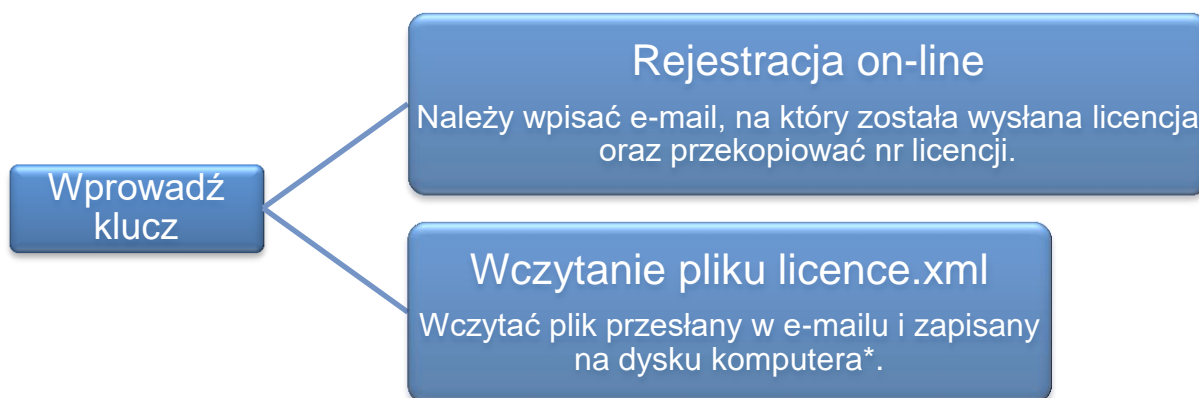 Wprowadź
klucz
Rejestracja on-line
Należy wpisać e-mail, na który została wysłana licencja
oraz przekopiować nr licencji.
Wczytanie pliku licence.xml
Wczytać plik przesłany w e-mailu i zapisany
na dysku komputera*.